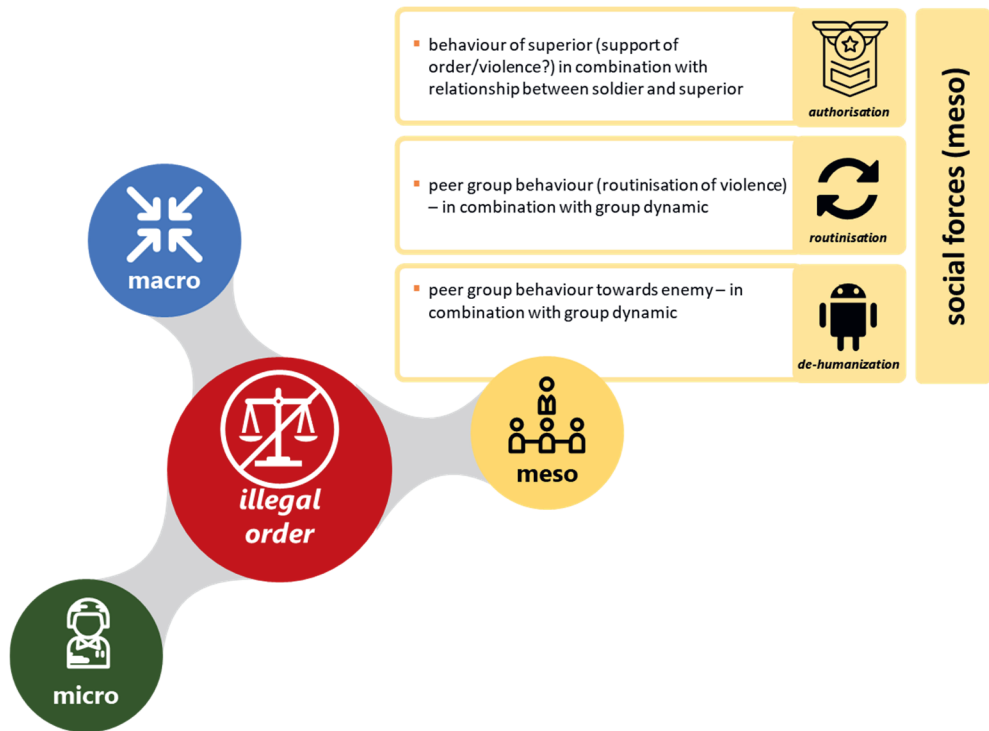 ▪ behaviour of superior (support of
order/violence?) in combination with
relationship between soldier and superior
authorisation
▪ peer group behaviour (routinisation of violence)
– in combination with group dynamic
routinisation
▪ peer group behaviour towards enemy – in
combination with group dynamic
de-humanization
social forces (meso)
macro
illegal
order
meso
micro